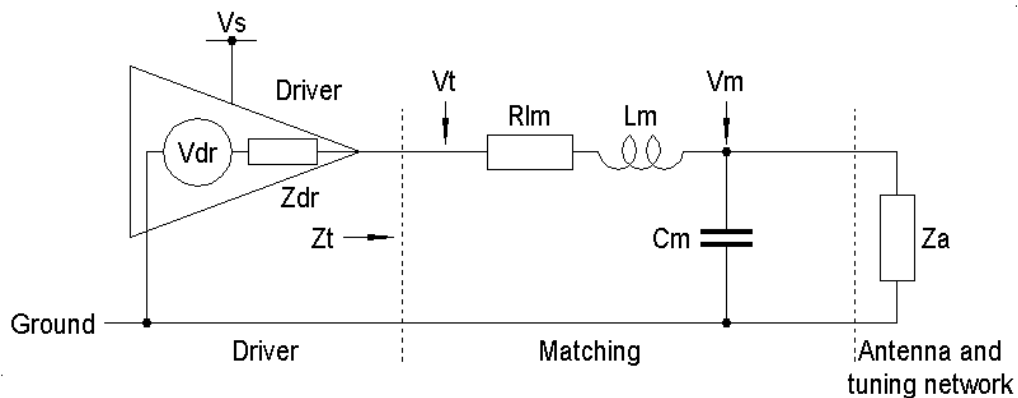 Vs
Driver
Vt
Vm
Rlm
Lm
Vdr
Zdr
Zt
Cm
Za
Ground
Driver
Matching
Antenna and
tuning network